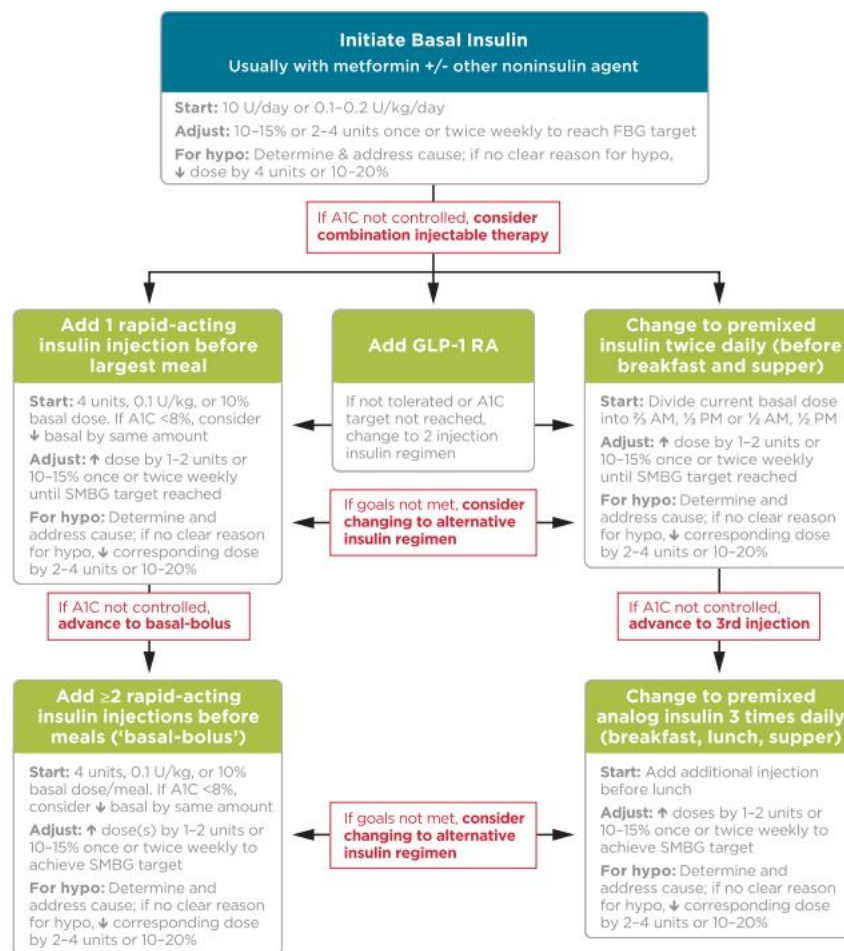 Initiate Basal Insulin
Usually with metformin +/- other noninsulin agent
Start: 10 U/day or 0.1–0.2 U/kg/day
Adjust: 10–15% or 2–4 units once or twice weekly to reach FBG target
For hypo: Determine & address cause; if no clear reason for hypo,
↓ dose by 4 units or 10–20%
If A1C not controlled, consider
combination injectable therapy
Add 1 rapid-acting
insulin injection before
largest meal
Start: 4 units, 0.1 U/kg, or 10%
basal dose. If A1C <8%, consider
↓ basal by same amount
Adjust: ↑ dose by 1–2 units or
10–15% once or twice weekly
until SMBG target reached
For hypo: Determine and
address cause; if no clear reason
for hypo, ↓ corresponding dose
by 2–4 units or 10–20%
Add GLP-1 RA
If not tolerated or A1C
target not reached,
change to 2 injection
insulin regimen
Change to premixed
insulin twice daily (before
breakfast and supper)
Start: Divide current basal dose
into ⅔ AM, ⅓ PM or ½ AM, ½ PM
Adjust: ↑ dose by 1–2 units or
10–15% once or twice weekly
until SMBG target reached
For hypo: Determine and
address cause; if no clear reason
for hypo, ↓ corresponding dose
by 2–4 units or 10–20%
If goals not met, consider
changing to alternative
insulin regimen
If A1C not controlled,
advance to basal-bolus
If A1C not controlled,
advance to 3rd injection
Add ≥2 rapid-acting
insulin injections before
meals (‘basal-bolus’)
Start: 4 units, 0.1 U/kg, or 10%
basal dose/meal. If A1C <8%,
consider ↓ basal by same amount
Adjust: ↑ dose(s) by 1–2 units or
10–15% once or twice weekly to
achieve SMBG target
For hypo: Determine and
address cause; if no clear reason
for hypo, ↓ corresponding dose
by 2–4 units or 10–20%
If goals not met, consider
changing to alternative
insulin regimen
Change to premixed
analog insulin 3 times daily
(breakfast, lunch, supper)
Start: Add additional injection
before lunch
Adjust: ↑ doses by 1–2 units or
10–15% once or twice weekly to
achieve SMBG target
For hypo: Determine and
address cause; if no clear reason
for hypo, ↓ corresponding dose
by 2–4 units or 10–20%